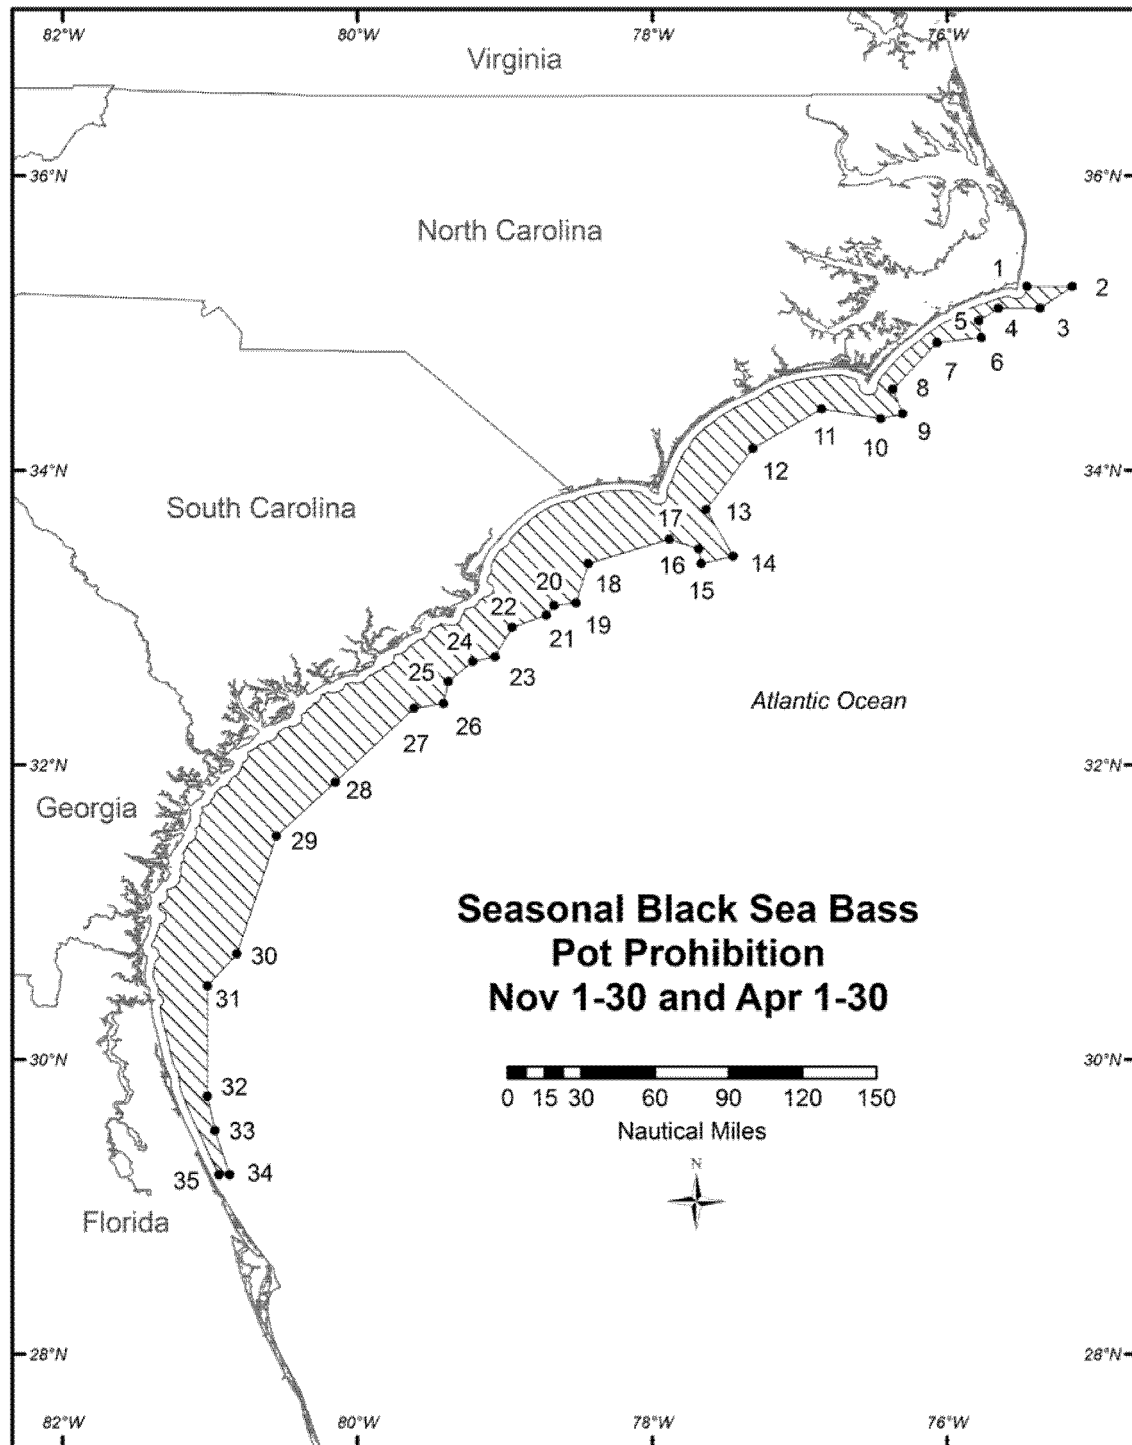 82°W 80°W 78°W 76°W
Virginia
36°N 36°N
North Carolina
1 2
5 4 3
6
7
8
9
10
11
12
34°N 34°N
South Carolina
13
17
14
16
15
18
20
19
22
21
24
23
25
26
Atlantic Ocean
27
32°N 32°N
28
Georgia
29
Seasonal Black Sea Bass
Pot Prohibition
Nov 1-30 and Apr 1-30
30
31
30°N 30°N
32
0 15 30 60 90 120 150
Nautical Miles
33
35 34
N
Florida
28°N 28°N
82°W 80°W 78°W 76°W